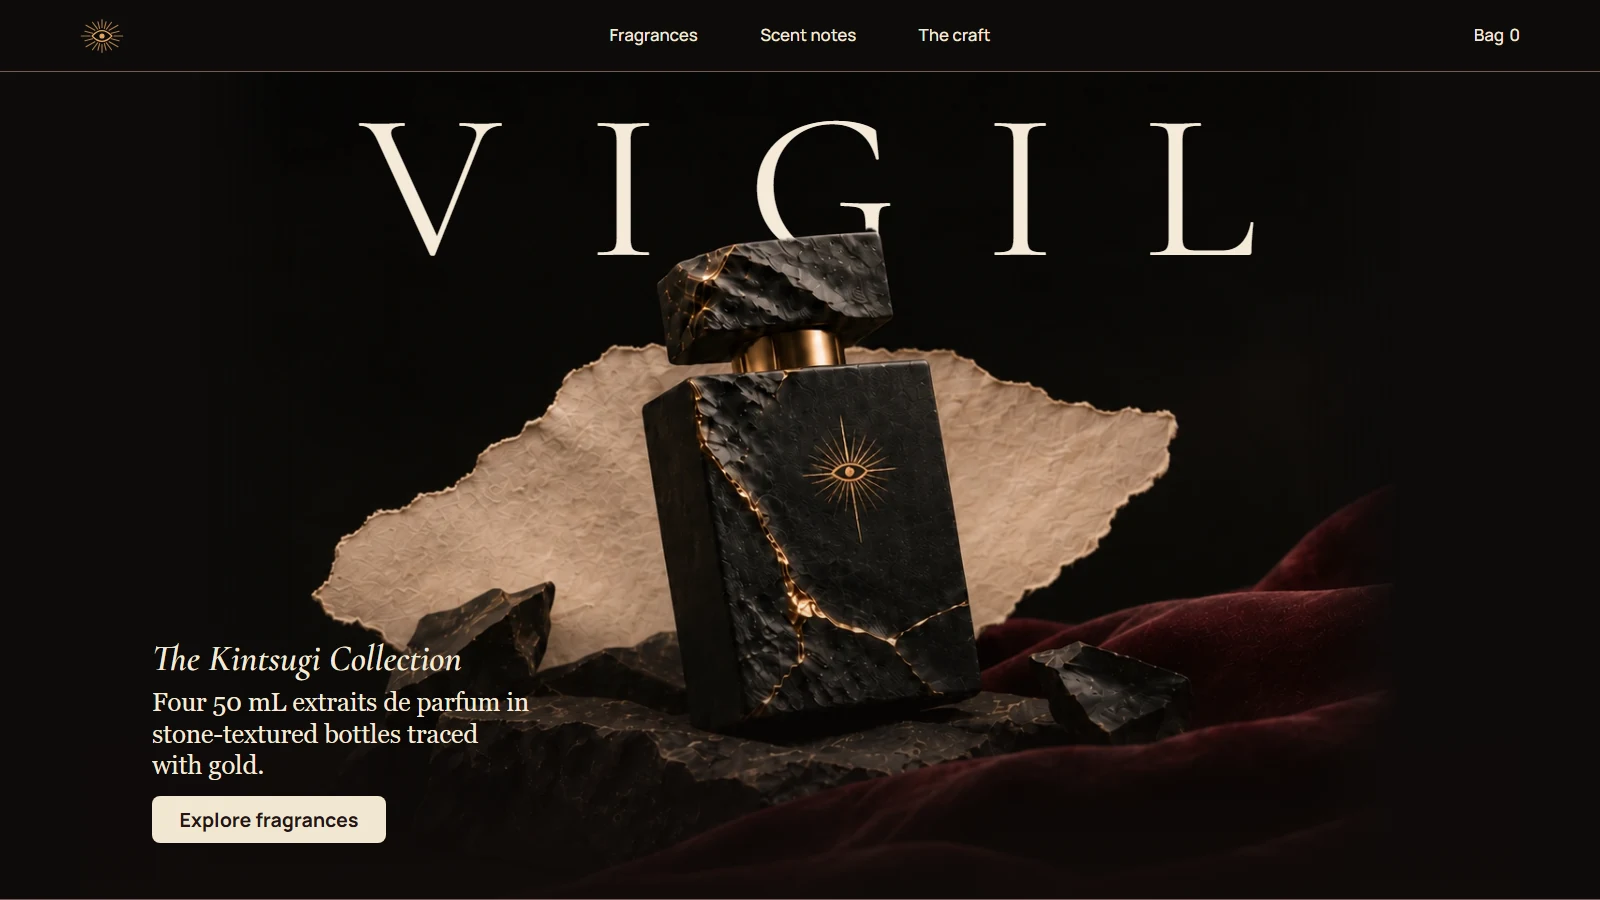 Fragrances
Scent notes
The craft
Bag 0
VIGIL
The Kintsugi Collection
Four 50 mL extraits de parfum in
stone-textured bottles traced
with gold.
Explore fragrances